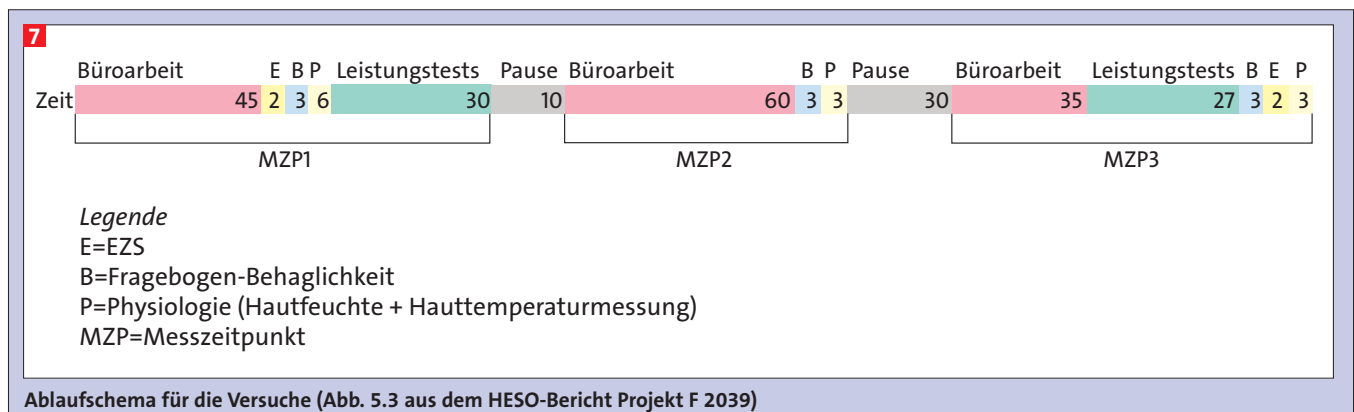 7
Büroarbeit E B P Leistungstests Pause Büroarbeit B P Pause Büroarbeit Leistungstests B E P
Zeit 45 2 3 6 30 10 60 3 3 30 35 27 3 2 3
MZP1 MZP2 MZP3
Legende
E=EZS
B=Fragebogen-Behaglichkeit
P=Physiologie (Hautfeuchte + Hauttemperaturmessung)
MZP=Messzeitpunkt
Ablaufschema für die Versuche (Abb. 5.3 aus dem HESO-Bericht Projekt F 2039)